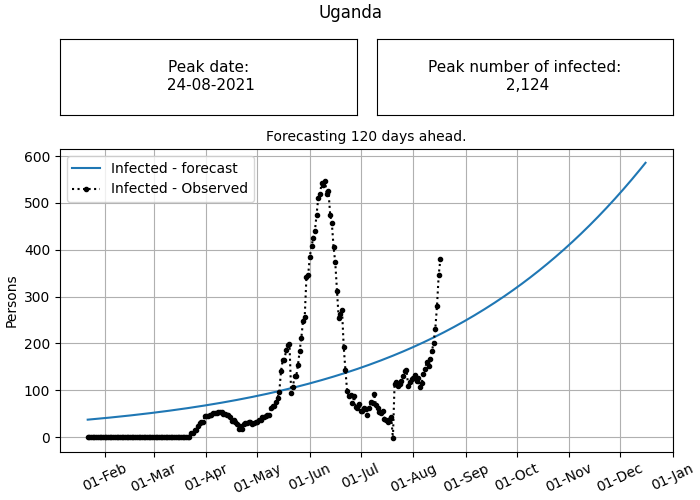 Uganda
Peak date:
24-08-2021
Peak number of infected:
2,124
Forecasting 120 days ahead.
Infected - forecast
Infected - Observed
Persons
600
500
400
300
200
100
0
01-Feb
01-Mar
01-Apr
01-May
01-Jun
01-Jul
01-Aug
01-Sep
01-Oct
01-Nov
01-Dec
01-Jan